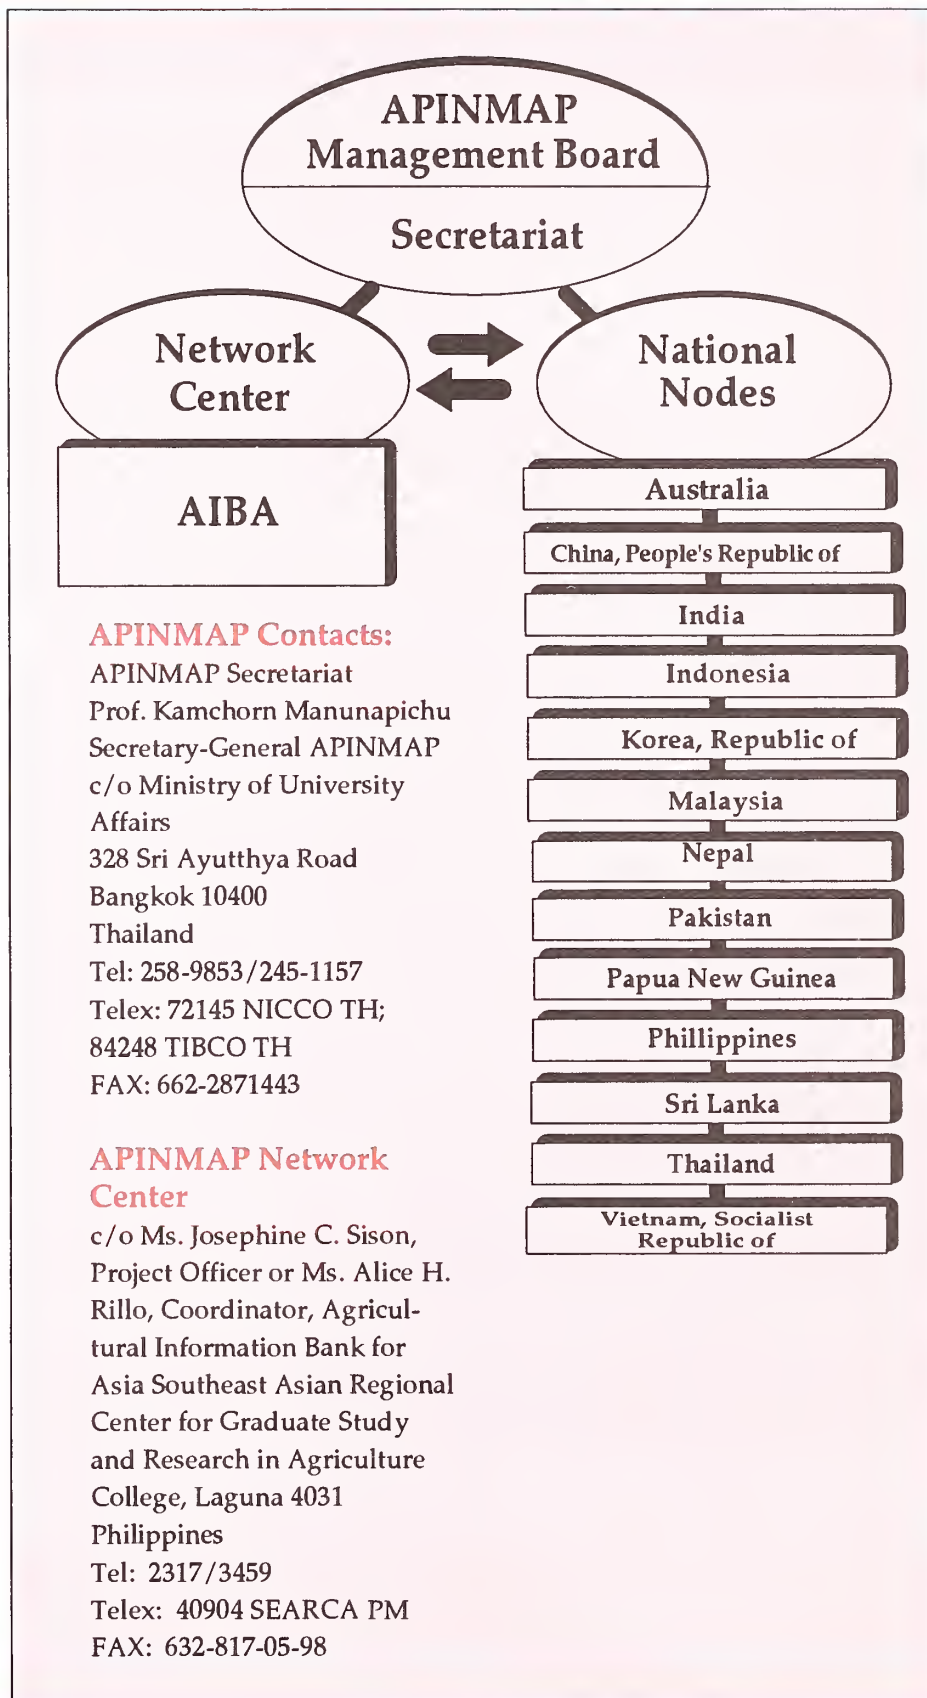 APINMAP
Management Board
Secretariat
Network
Center
National
Nodes
AIBA
Australia
China, People's Republic of
India
Indonesia
Korea, Republic of
Malaysia
Nepal
Pakistan
Papua New Guinea
Phillippines
Sri Lanka
Thailand
Vietnam, Socialist
Republic of
APINMAP Contacts:
APINMAP Secretariat
Prof. Kamchorn Manunapichu
Secretary-General APINMAP
c/o Ministry of University
Affairs
328 Sri Ayutthya Road
Bangkok 10400
Thailand
Tel: 258-9853/245-1157
Telex: 72145 NICCO TH;
84248 TIBCO TH
FAX: 662-2871443
APINMAP Network
Center
c/o Ms. Josephine C. Sison,
Project Officer or Ms. Alice H.
Rillo, Coordinator, Agricul-
tural Information Bank for
Asia Southeast Asian Regional
Center for Graduate Study
and Research in Agriculture
College, Laguna 4031
Philippines
Tel: 2317/3459
Telex: 40904 SEARCA PM
FAX: 632-817-05-98